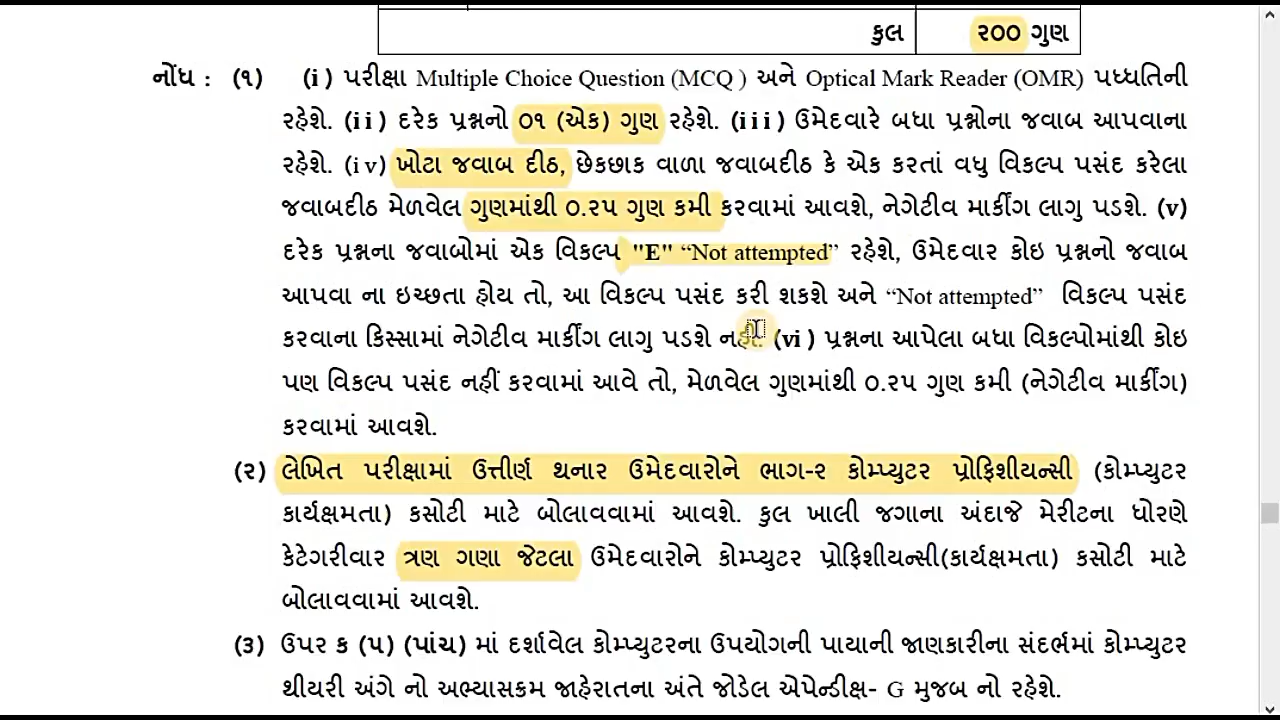 કુલ ૨૦૦ ગુણ
નોંધ : (૧) (i) પરીક્ષા Multiple Choice Question (MCQ ) અને Optical Mark Reader (OMR) પધ્ધતિની
રહેશે. (ii) દરેક પ્રશ્નનો ૦૧ (એક) ગુણ રહેશે. (iii) ઉમેદવારે બધા પ્રશ્નોના જવાબ આપવાના
રહેશે. (iv) ખોટા જવાબ દીઠ, છેકછાક વાળા જવાબદીઠ કે એક કરતાં વધુ વિકલ્પ પસંદ કરેલા
જવાબદીઠ મેળવેલ ગુણમાંથી ૦.૨૫ ગુણ કમી કરવામાં આવશે, નેગેટીવ માર્કીંગ લાગુ પડશે. (v)
દરેક પ્રશ્નના જવાબોમાં એક વિકલ્પ "E" “Not attempted” રહેશે, ઉમેદવાર કોઇ પ્રશ્નનો જવાબ
આપવા ના ઇચ્છતા હોય તો, આ વિકલ્પ પસંદ કરી શકશે અને “Not attempted” વિકલ્પ પસંદ
કરવાના કિસ્સામાં નેગેટીવ માર્કીંગ લાગુ પડશે નહીં. (vi ) પ્રશ્નના આપેલા બધા વિકલ્પોમાંથી કોઇ
પણ વિકલ્પ પસંદ નહીં કરવામાં આવે તો, મેળવેલ ગુણમાંથી ૦.૨૫ ગુણ કમી (નેગેટીવ માર્કીંગ)
કરવામાં આવશે.
(૨) લેખિત પરીક્ષામાં ઉત્તીર્ણ થનાર ઉમેદવારોને ભાગ-૨ કોમ્પ્યુટર પ્રોફિશીયન્સી (કોમ્પ્યુટર
કાર્યક્ષમતા) કસોટી માટે બોલાવવામાં આવશે. કુલ ખાલી જગાના અંદાજે મેરીટના ધોરણે
કેટેગરીવાર ત્રણ ગણા જેટલા ઉમેદવારોને કોમ્પ્યુટર પ્રોફિશીયન્સી(કાર્યક્ષમતા) કસોટી માટે
બોલાવવામાં આવશે.
(૩) ઉપર ક (૫) (પાંચ) માં દર્શાવેલ કોમ્પ્યુટરના ઉપયોગની પાયાની જાણકારીના સંદર્ભમાં કોમ્પ્યુટર
થીયરી અંગે નો અભ્યાસક્રમ જાહેરાતના અંતે જોડેલ એપેન્ડીક્ષ- G મુજબ નો રહેશે.